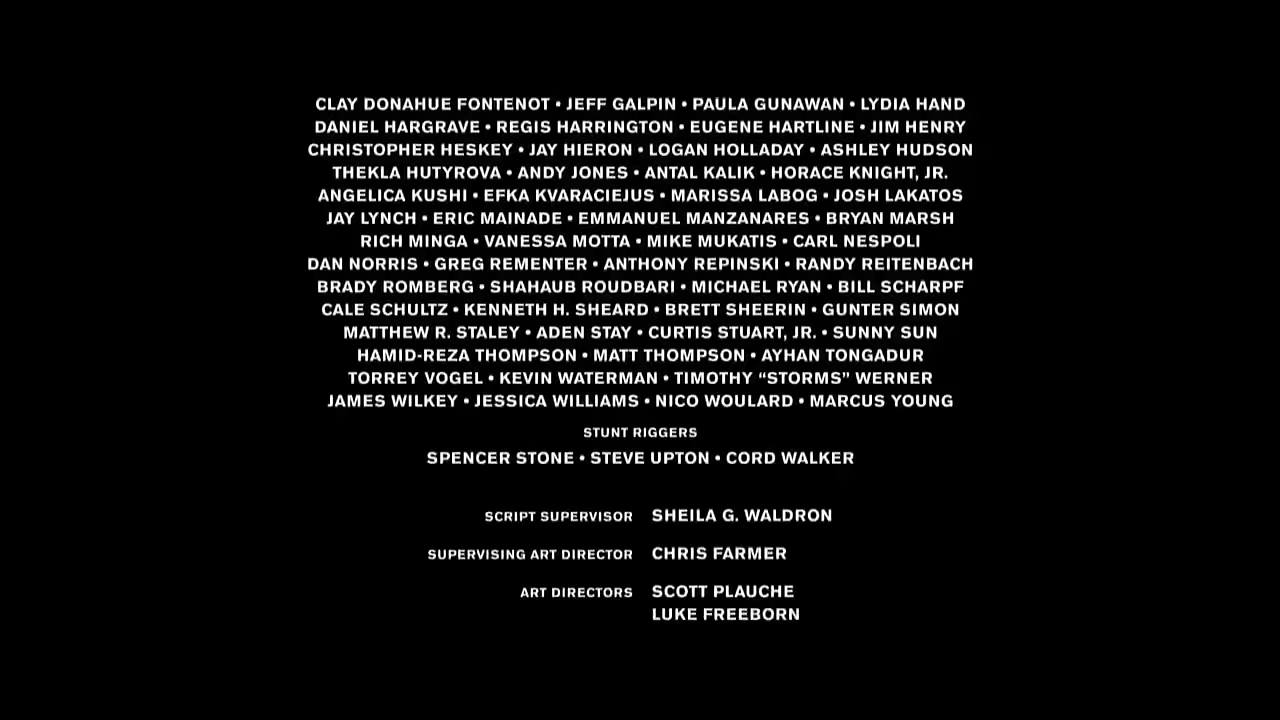 CLAY DONAHUE FONTENOT • JEFF GALPIN • PAULA GUNAWAN • LYDIA HAND
DANIEL HARGRAVE • REGIS HARRINGTON • EUGENE HARTLINE • JIM HENRY
CHRISTOPHER HESKEY • JAY HIERON • LOGAN HOLLADAY • ASHLEY HUDSON
THEKLA HUTYROVA • ANDY JONES • ANTAL KALIK • HORACE KNIGHT, JR.
ANGELICA KUSHI • EFKA KVARACIEJUS • MARISSA LABOG • JOSH LAKATOS
JAY LYNCH • ERIC MAINADE • EMMANUEL MANZANARES • BRYAN MARSH
RICH MINGA • VANESSA MOTTA • MIKE MUKATIS • CARL NESPOLI
DAN NORRIS • GREG REMENTER • ANTHONY REPINSKI • RANDY REITENBACH
BRADY ROMBERG • SHAHAUB ROUDBARI • MICHAEL RYAN • BILL SCHARPF
CALE SCHULTZ • KENNETH H. SHEARD • BRETT SHEERIN • GUNTER SIMON
MATTHEW R. STALEY • ADEN STAY • CURTIS STUART, JR. • SUNNY SUN
HAMID-REZA THOMPSON • MATT THOMPSON • AYHAN TONGADUR
TORREY VOGEL • KEVIN WATERMAN • TIMOTHY “STORMS” WERNER
JAMES WILKEY • JESSICA WILLIAMS • NICO WOULARD • MARCUS YOUNG
STUNT RIGGERS
SPENCER STONE • STEVE UPTON • CORD WALKER
SCRIPT SUPERVISOR SHEILA G. WALDRON
SUPERVISING ART DIRECTOR CHRIS FARMER
ART DIRECTORS SCOTT PLAUCHE
LUKE FREEBORN